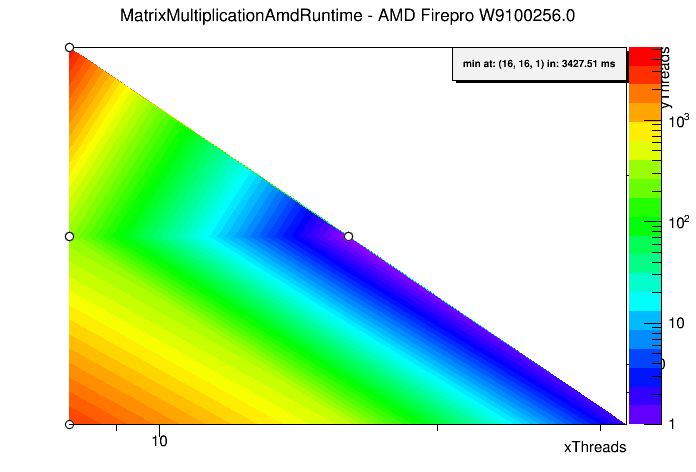 MatrixMultiplicationAmdRuntime - AMD Firepro W9100256.0
min at: (16, 16, 1) in: 3427.51 ms
yThreads
10³
10²
10
1
10
xThreads